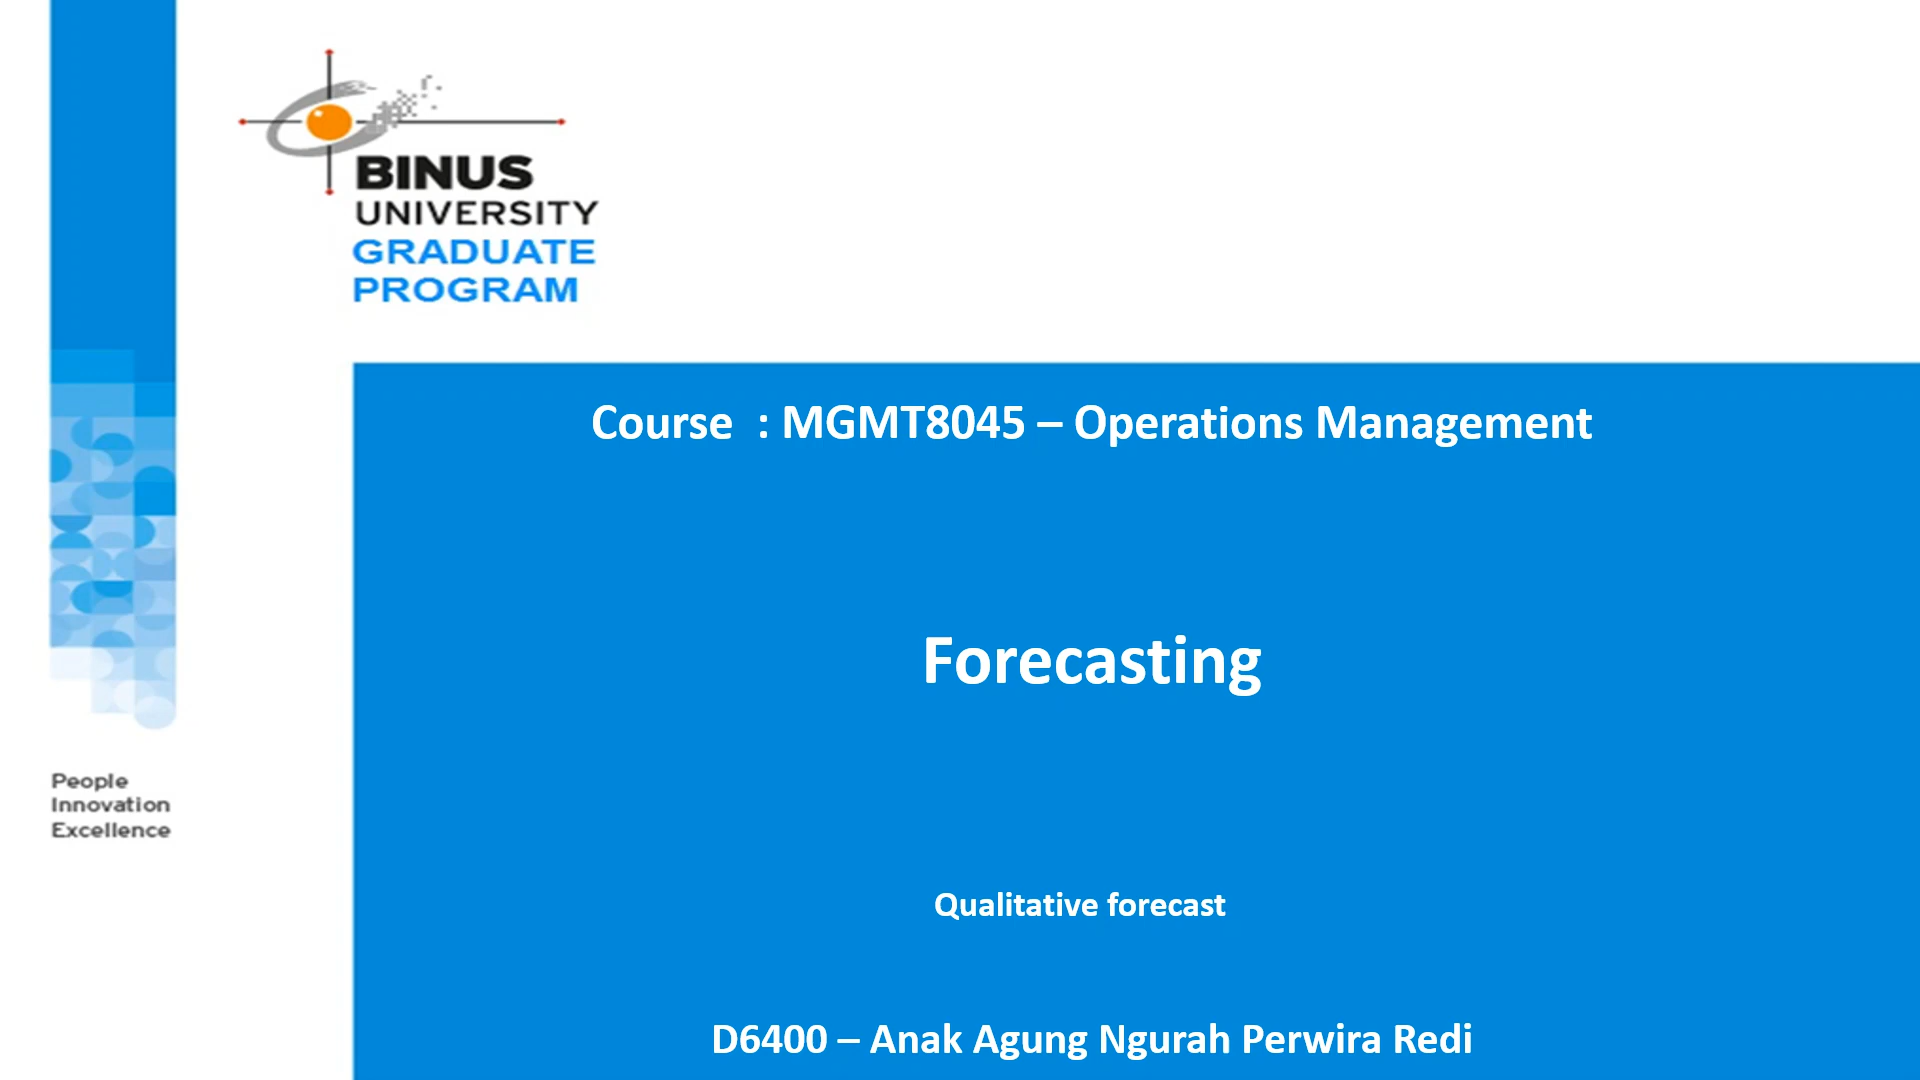 BINUS
UNIVERSITY
GRADUATE
PROGRAM
Course : MGMT8045 – Operations Management
Forecasting
People
Innovation
Excellence
Qualitative forecast
D6400 – Anak Agung Ngurah Perwira Redi